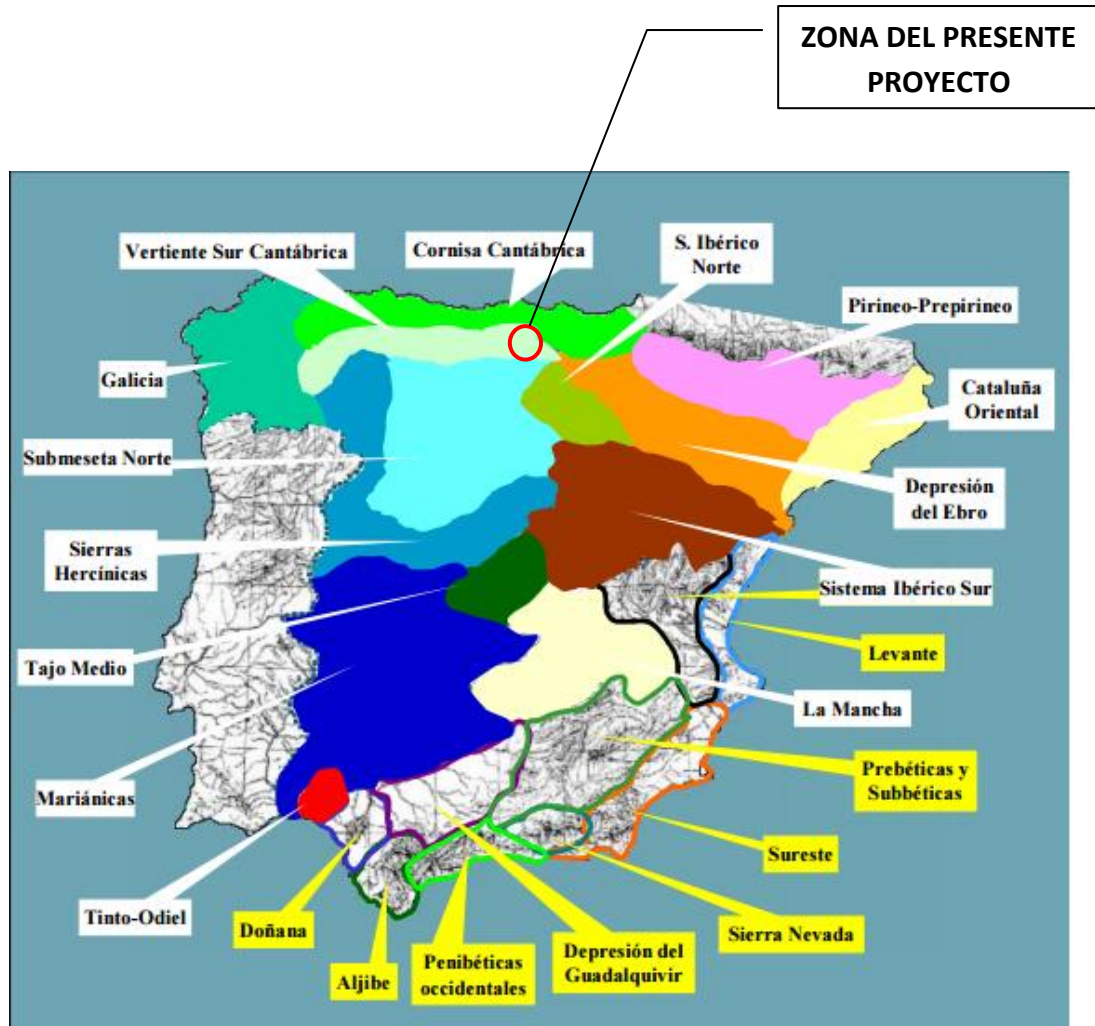 ZONA DEL PRESENTE
PROYECTO
Vertiente Sur Cantábrica
Cornisa Cantábrica
S. Ibérico
Norte
Pirineo-Prepirineo
Galicia
Cataluña
Oriental
Submeseta Norte
Depresión
del Ebro
Sierras
Hercínicas
Sistema Ibérico Sur
Tajo Medio
Levante
La Mancha
Mariánicas
Prebéticas y
Subbéticas
Sureste
Tinto-Odiel
Doñana
Aljibe
Penibéticas
occidentales
Depresión del
Guadalquivir
Sierra Nevada